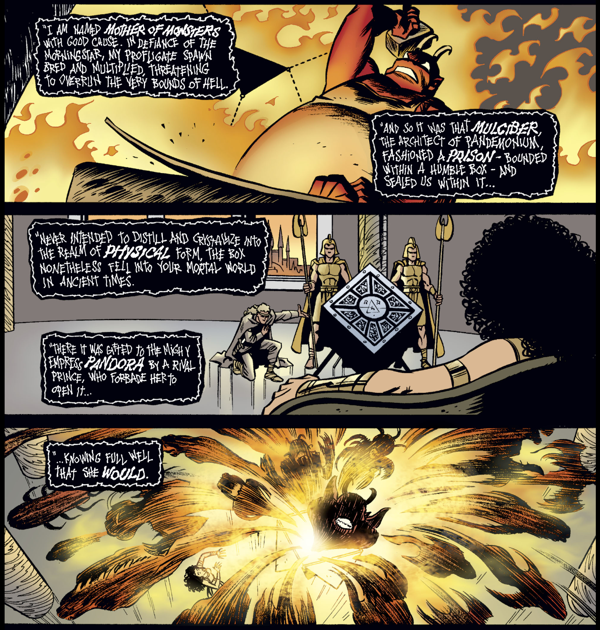 "I AM NAMED MOTHER OF MONSTERS
WITH GOOD CAUSE. IN DEFIANCE OF THE
MORNINGSTAR, MY PROFLIGATE SPAWN
BRED AND MULTIPLIED, THREATENING
TO OVERRUN THE VERY BOUNDS OF HELL.
"AND SO IT WAS THAT MULCIBER,
THE ARCHITECT OF PANDEMONIUM,
FASHIONED A PRISON - BOUNDED
WITHIN A HUMBLE BOX - AND
SEALED US WITHIN IT...
"NEVER INTENDED TO DISTILL AND CRYSTALLIZE INTO
THE REALM OF PHYSICAL FORM, THE BOX
NONETHELESS FELL INTO YOUR MORTAL WORLD
IN ANCIENT TIMES.
"THERE IT WAS GIFTED TO THE MIGHTY
EMPRESS PANDORA BY A RIVAL
PRINCE, WHO FORBADE HER TO
OPEN IT...
"...KNOWING FULL WELL
THAT SHE WOULD.